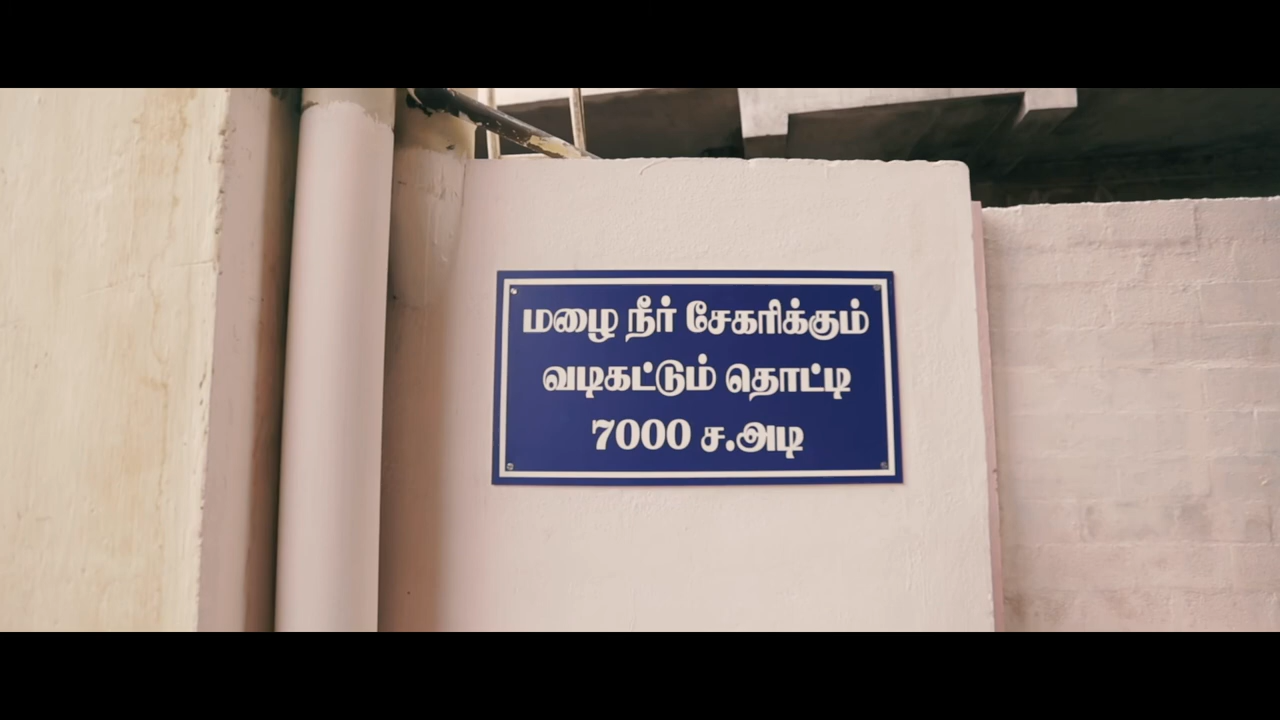 மழை நீர் சேகரிக்கும்
வடிகட்டும் தொட்டி
7000 ச.அடி